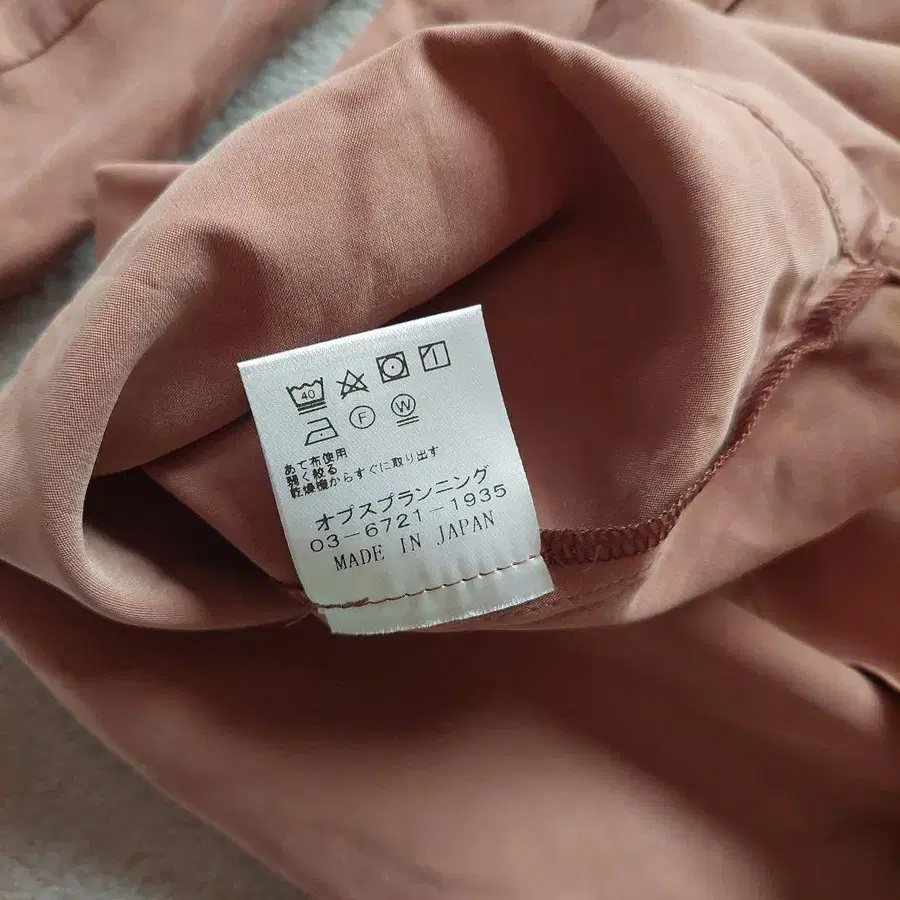 40
F W
あて布使用
弱く絞る
乾燥機からすぐに取り出す
オブスプランニング
03-6721-1935
MADE IN JAPAN